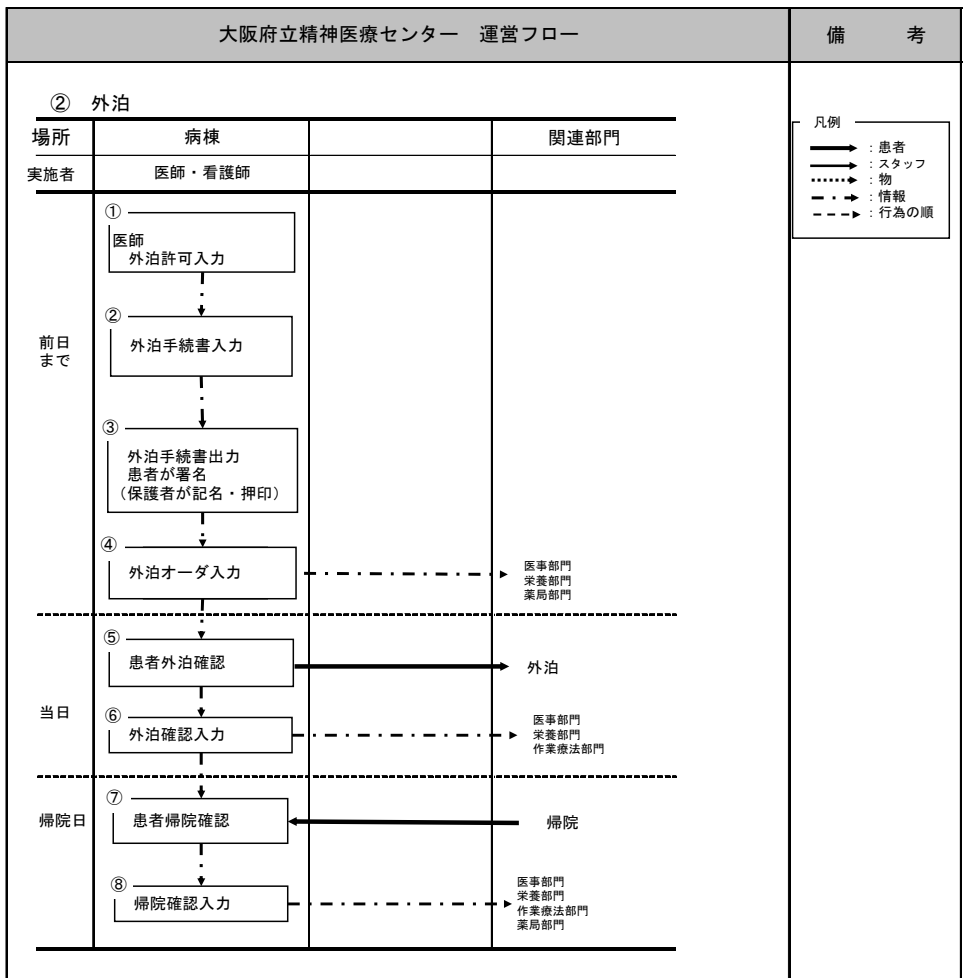 大阪府立精神医療センター　運営フロー
備　　考
②　外泊
場所
病棟
関連部門
実施者
医師・看護師
凡例
：患者
：スタッフ
：物
：情報
：行為の順
前日
まで
①
医師
外泊許可入力
②
外泊手続書入力
③
外泊手続書出力
患者が署名
（保護者が記名・押印）
④
外泊オーダ入力
医事部門
栄養部門
薬局部門
当日
⑤
患者外泊確認
外泊
⑥
外泊確認入力
医事部門
栄養部門
作業療法部門
帰院日
⑦
患者帰院確認
帰院
⑧
帰院確認入力
医事部門
栄養部門
作業療法部門
薬局部門